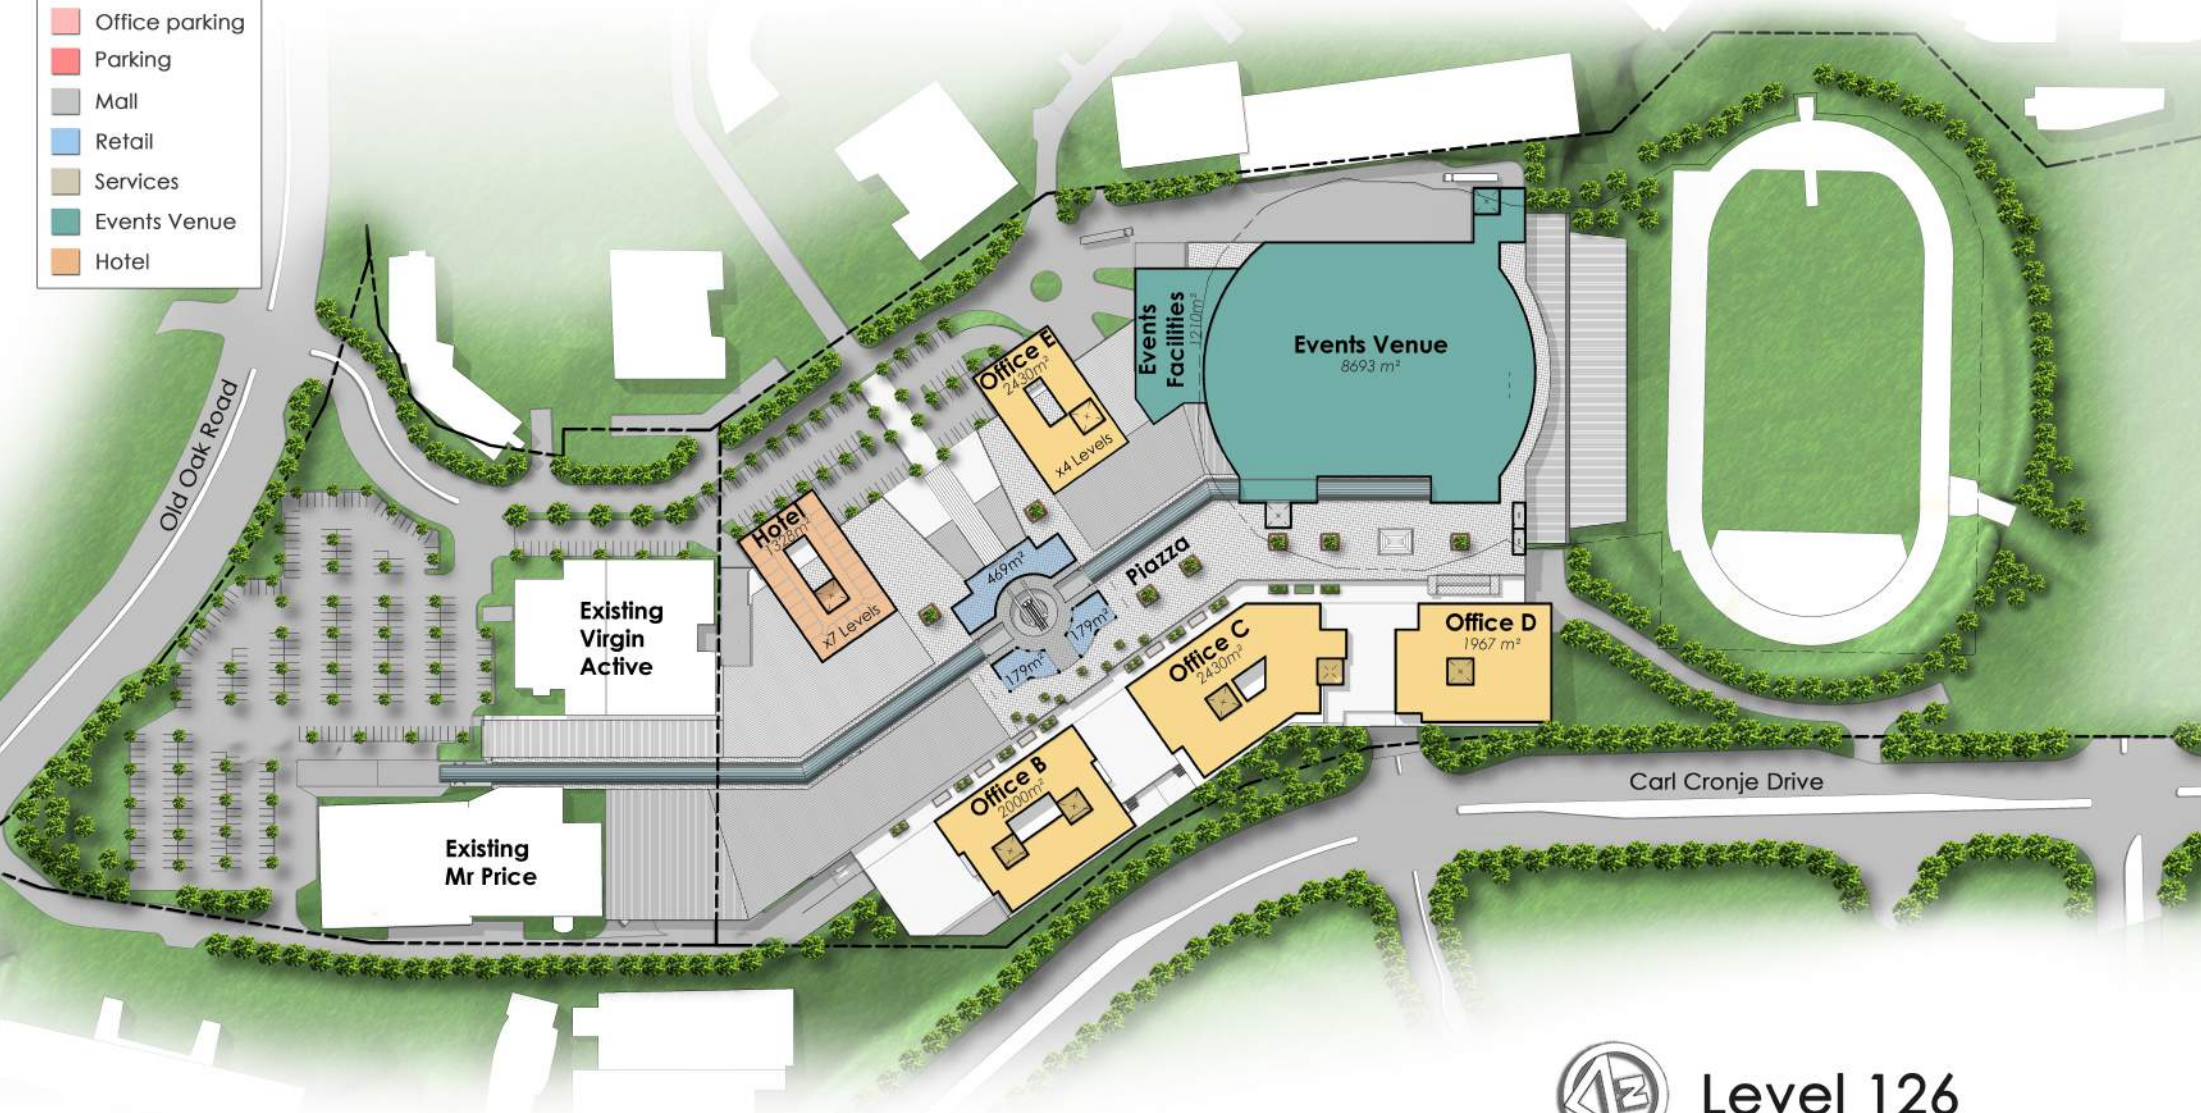 Office parking
Parking
Mall
Retail
Services
Events Venue
Hotel
Old Oak Road
Office E
2430m²
x4 Levels
Events
Facilities
1210m²
Events Venue
8693 m²
Hotel
1328m²
x7 Levels
469m²
179m²
179m²
Piazza
Existing
Virgin
Active
Office C
2430m²
Office D
1967 m²
Office B
2000m²
Existing
Mr Price
Carl Cronje Drive
N
Level 126